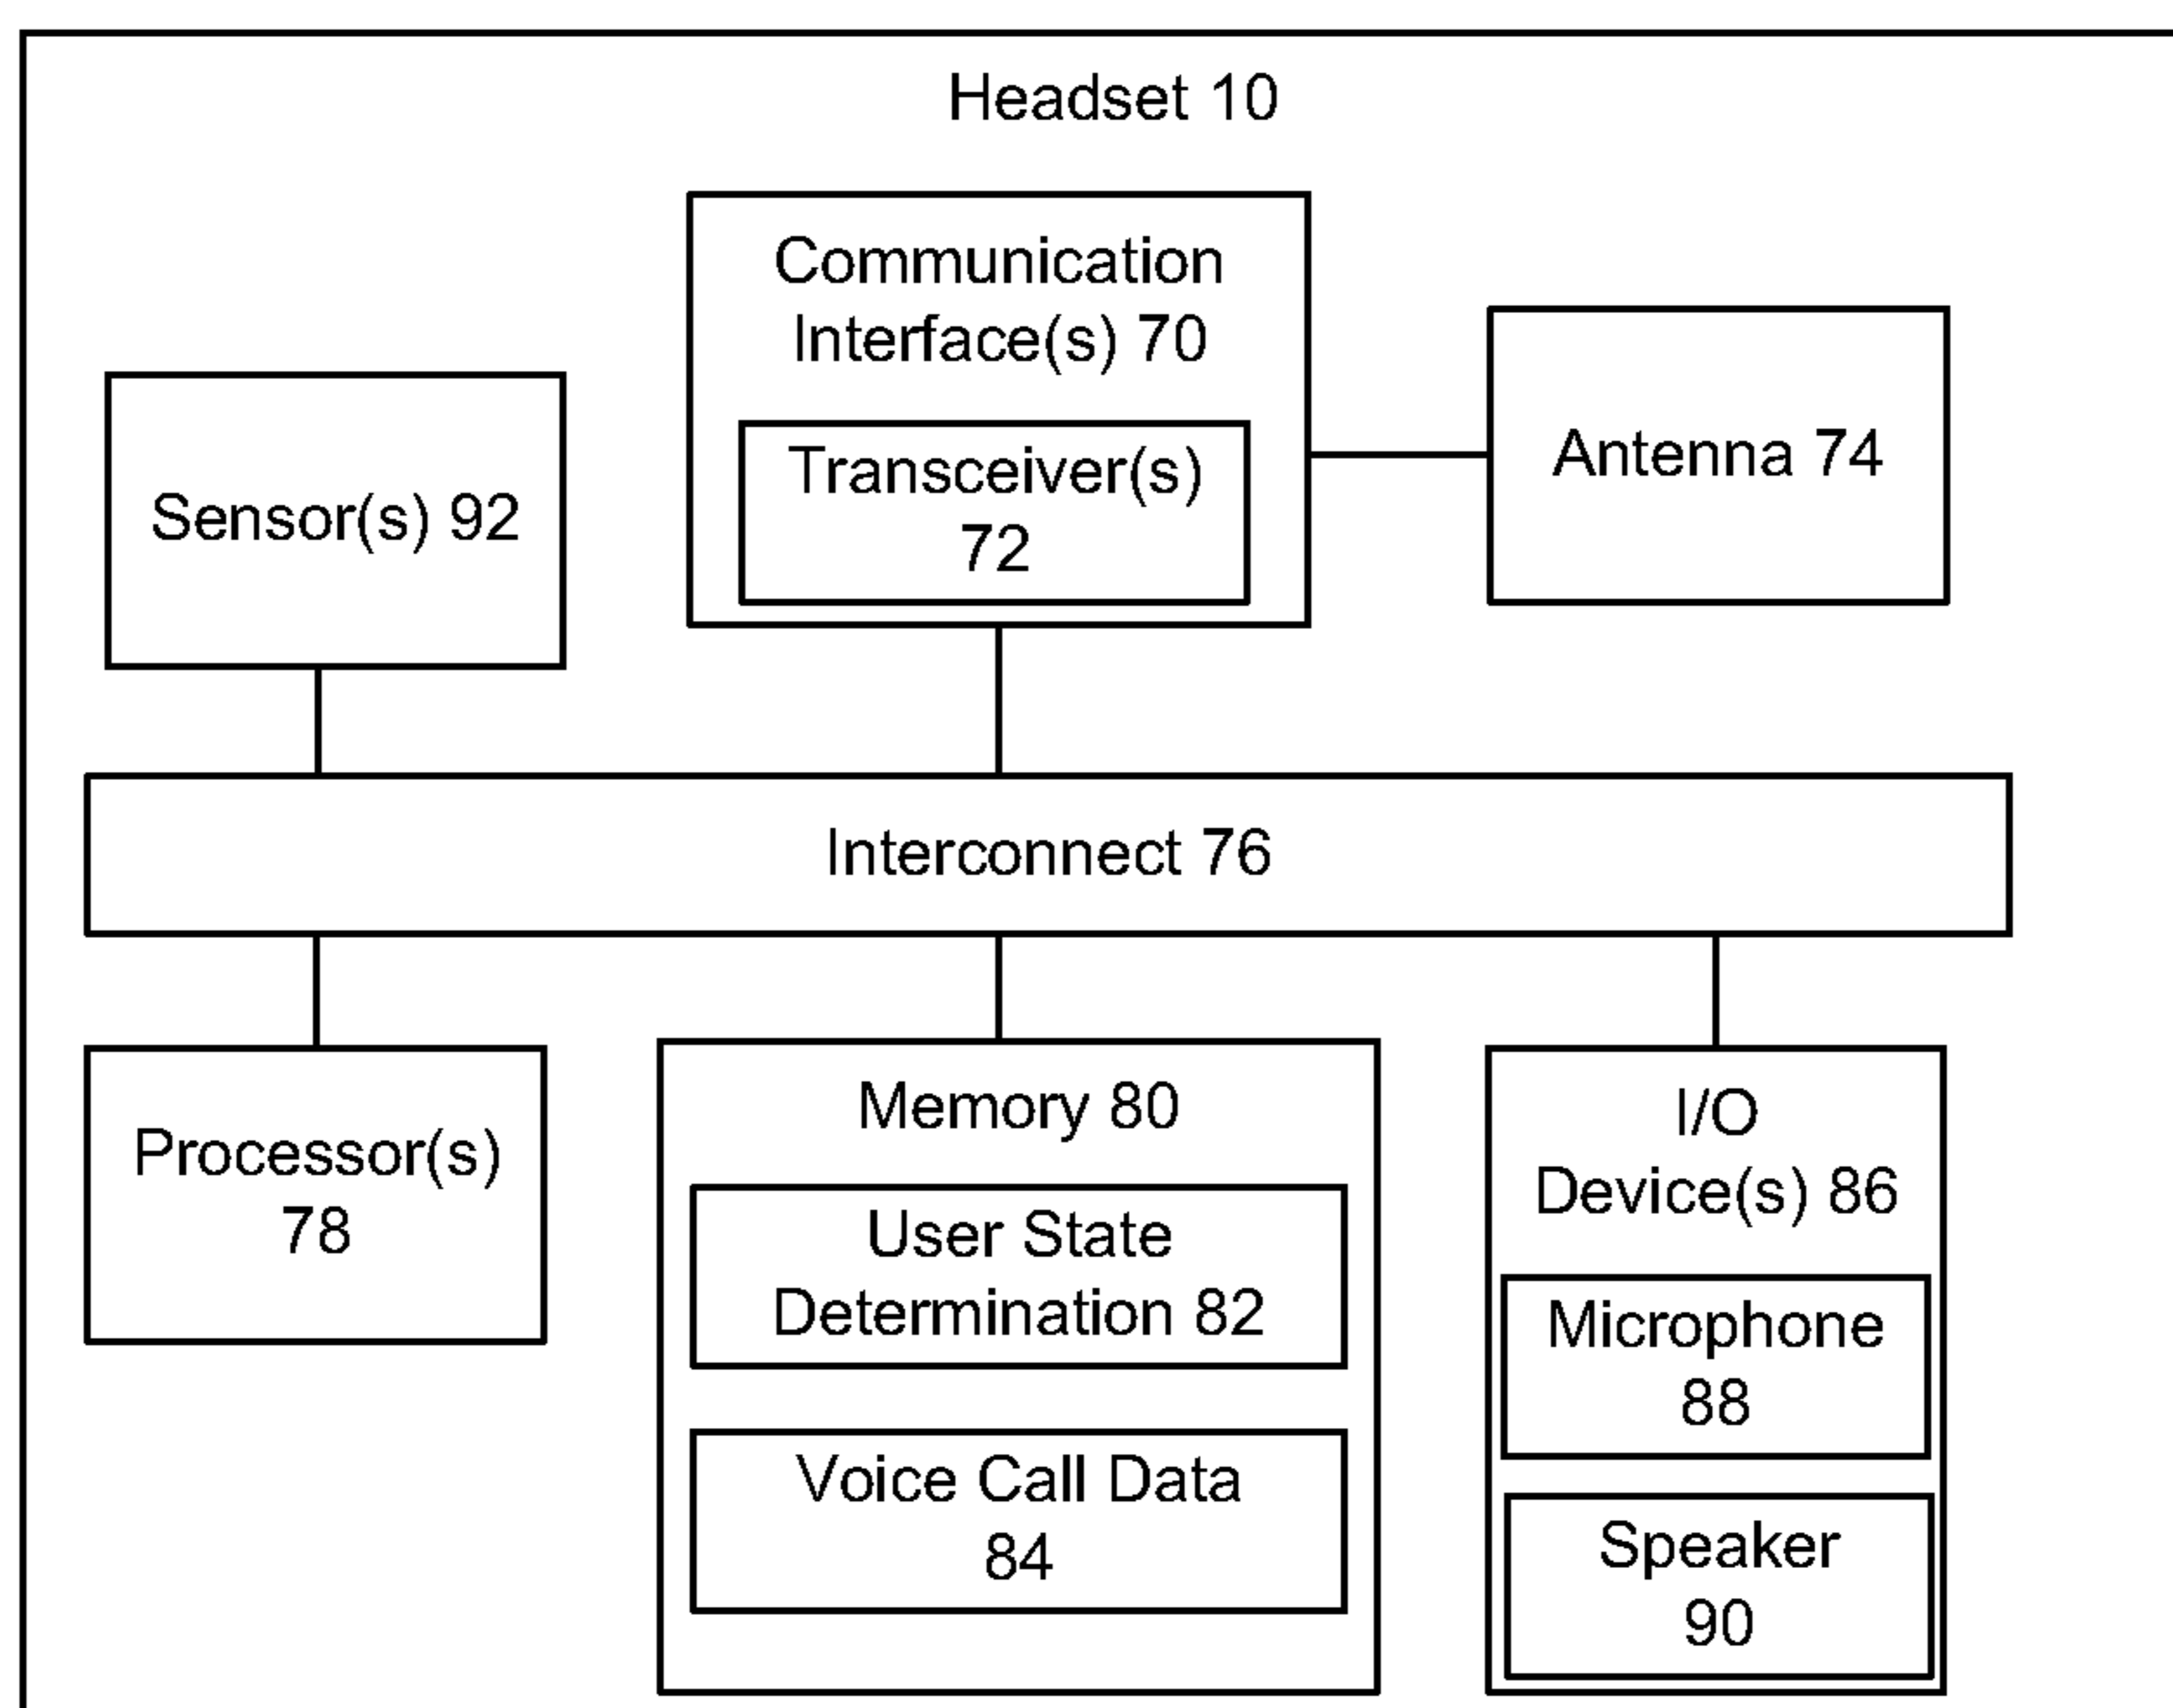 Headset 10
Communication
Interface(s) 70
Transceiver(s)
72
Antenna 74
Sensor(s) 92
Interconnect 76
Processor(s)
78
Memory 80
User State
Determination 82
Voice Call Data
84
I/O
Device(s) 86
Microphone
88
Speaker
90